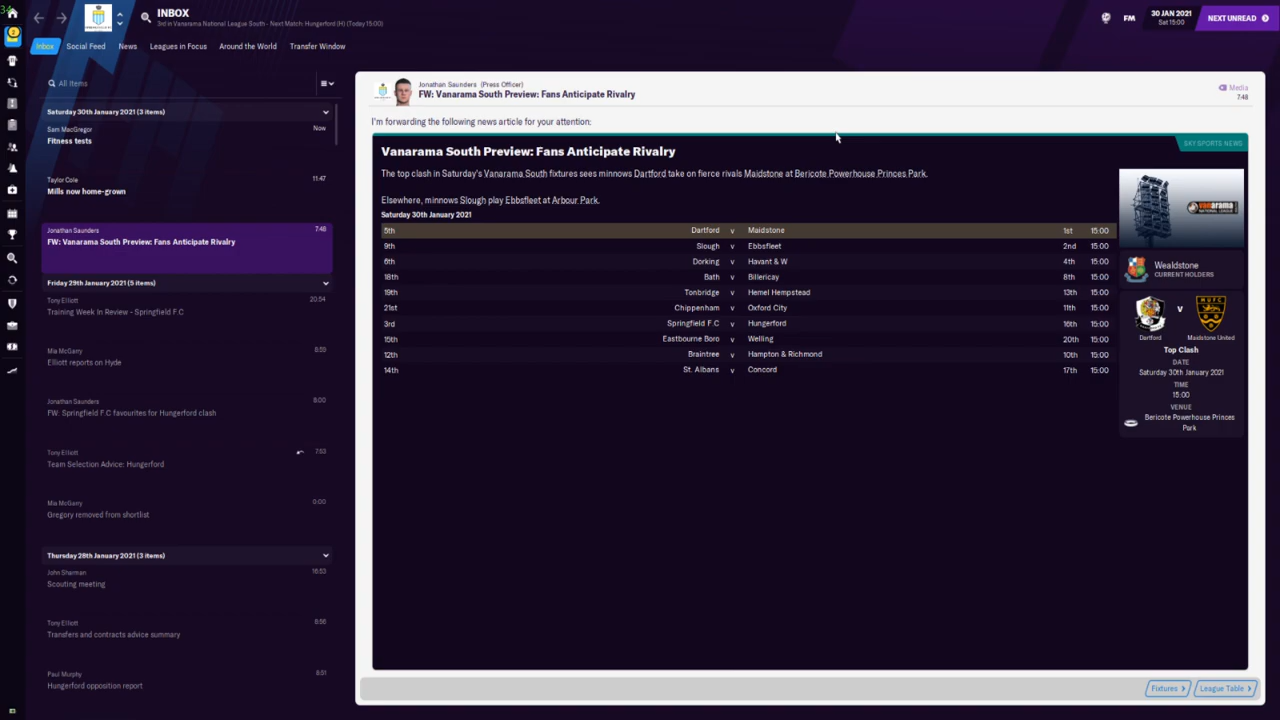 INBOX
3rd in Vanarama National League South - Next Match: Hungerford (H) (Today 15:00)
30 JAN 2021
Sat 15:00
FM
NEXT UNREAD
2
Inbox
Social Feed
News
Leagues in Focus
Around the World
Transfer Window
All Items
Saturday 30th January 2021 (3 items)
Sam MacGregor
Now
Fitness tests
Taylor Cole
11:47
Mills now home-grown
Jonathan Saunders
7:48
FW: Vanarama South Preview: Fans Anticipate Rivalry
Friday 29th January 2021 (5 items)
Tony Elliott
20:54
Training Week In Review - Springfield F.C
Mia McGarry
8:59
Elliott reports on Hyde
Jonathan Saunders
8:00
FW: Springfield F.C favourites for Hungerford clash
Tony Elliott
7:53
Team Selection Advice: Hungerford
Mia McGarry
0:00
Gregory removed from shortlist
Thursday 28th January 2021 (3 items)
John Sharman
16:53
Scouting meeting
Tony Elliott
8:56
Transfers and contracts advice summary
Paul Murphy
8:51
Hungerford opposition report
Jonathan Saunders (Press Officer)
FW: Vanarama South Preview: Fans Anticipate Rivalry
Media
7:48
I'm forwarding the following news article for your attention:
SKY SPORTS NEWS
Vanarama South Preview: Fans Anticipate Rivalry
The top clash in Saturday's Vanarama South fixtures sees minnows Dartford take on fierce rivals Maidstone at Bericote Powerhouse Princes Park.
Elsewhere, minnows Slough play Ebbsfleet at Arbour Park.
Saturday 30th January 2021
5th Dartford v Maidstone 1st 15:00
9th Slough v Ebbsfleet 2nd 15:00
6th Dorking v Havant & W 4th 15:00
18th Bath v Billericay 8th 15:00
19th Tonbridge v Hemel Hempstead 13th 15:00
21st Chippenham v Oxford City 11th 15:00
3rd Springfield F.C v Hungerford 16th 15:00
15th Eastbourne Boro v Welling 20th 15:00
12th Braintree v Hampton & Richmond 10th 15:00
14th St. Albans v Concord 17th 15:00
vanarama
NATIONAL LEAGUE
Wealdstone
CURRENT HOLDERS
MUFC
v
Dartford
Maidstone United
Top Clash
DATE
Saturday 30th January 2021
TIME
15:00
VENUE
Bericote Powerhouse Princes
Park
Fixtures
League Table